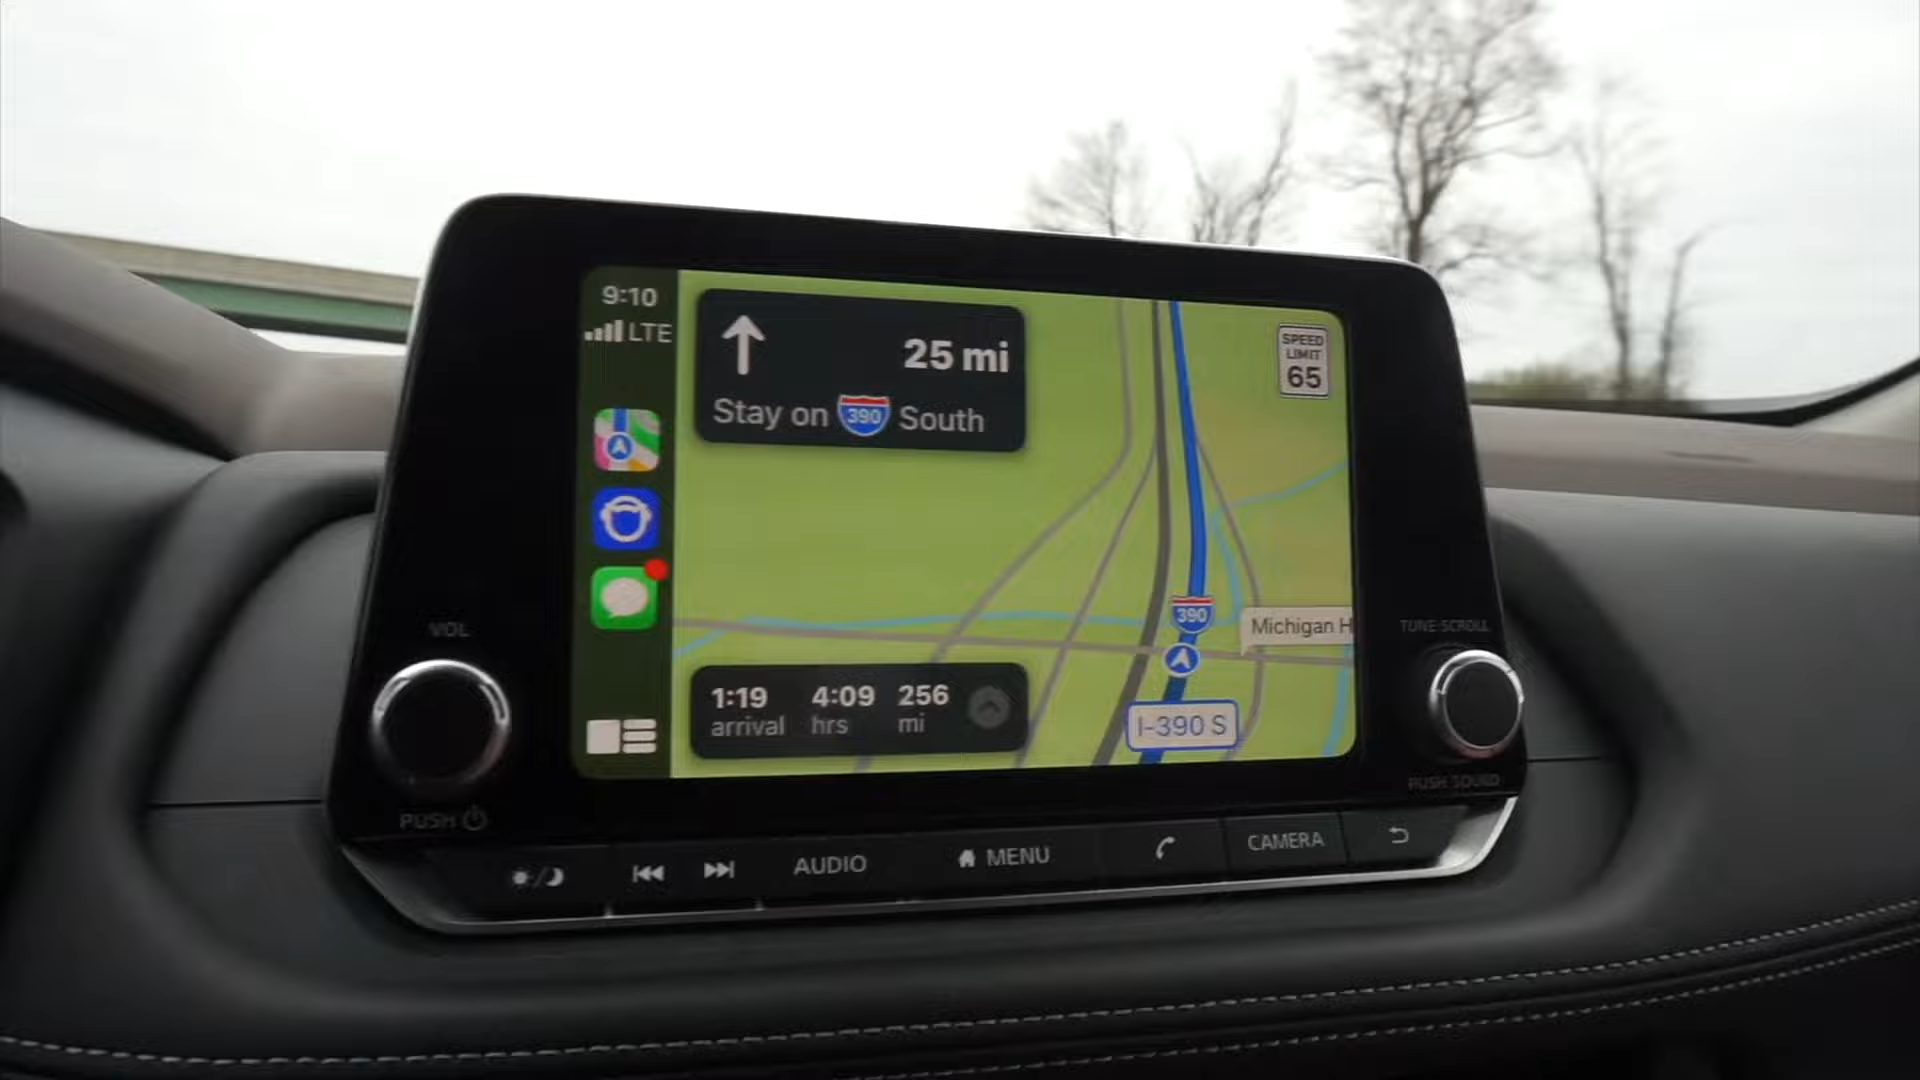 9:10
LTE
25 mi
Stay on 390 South
SPEED
LIMIT
65
390
Michigan H
I-390 S
1:19 4:09 256
arrival hrs mi
VOL
PUSH
TUNE·SCROLL
PUSH SOUND
AUDIO
MENU
CAMERA